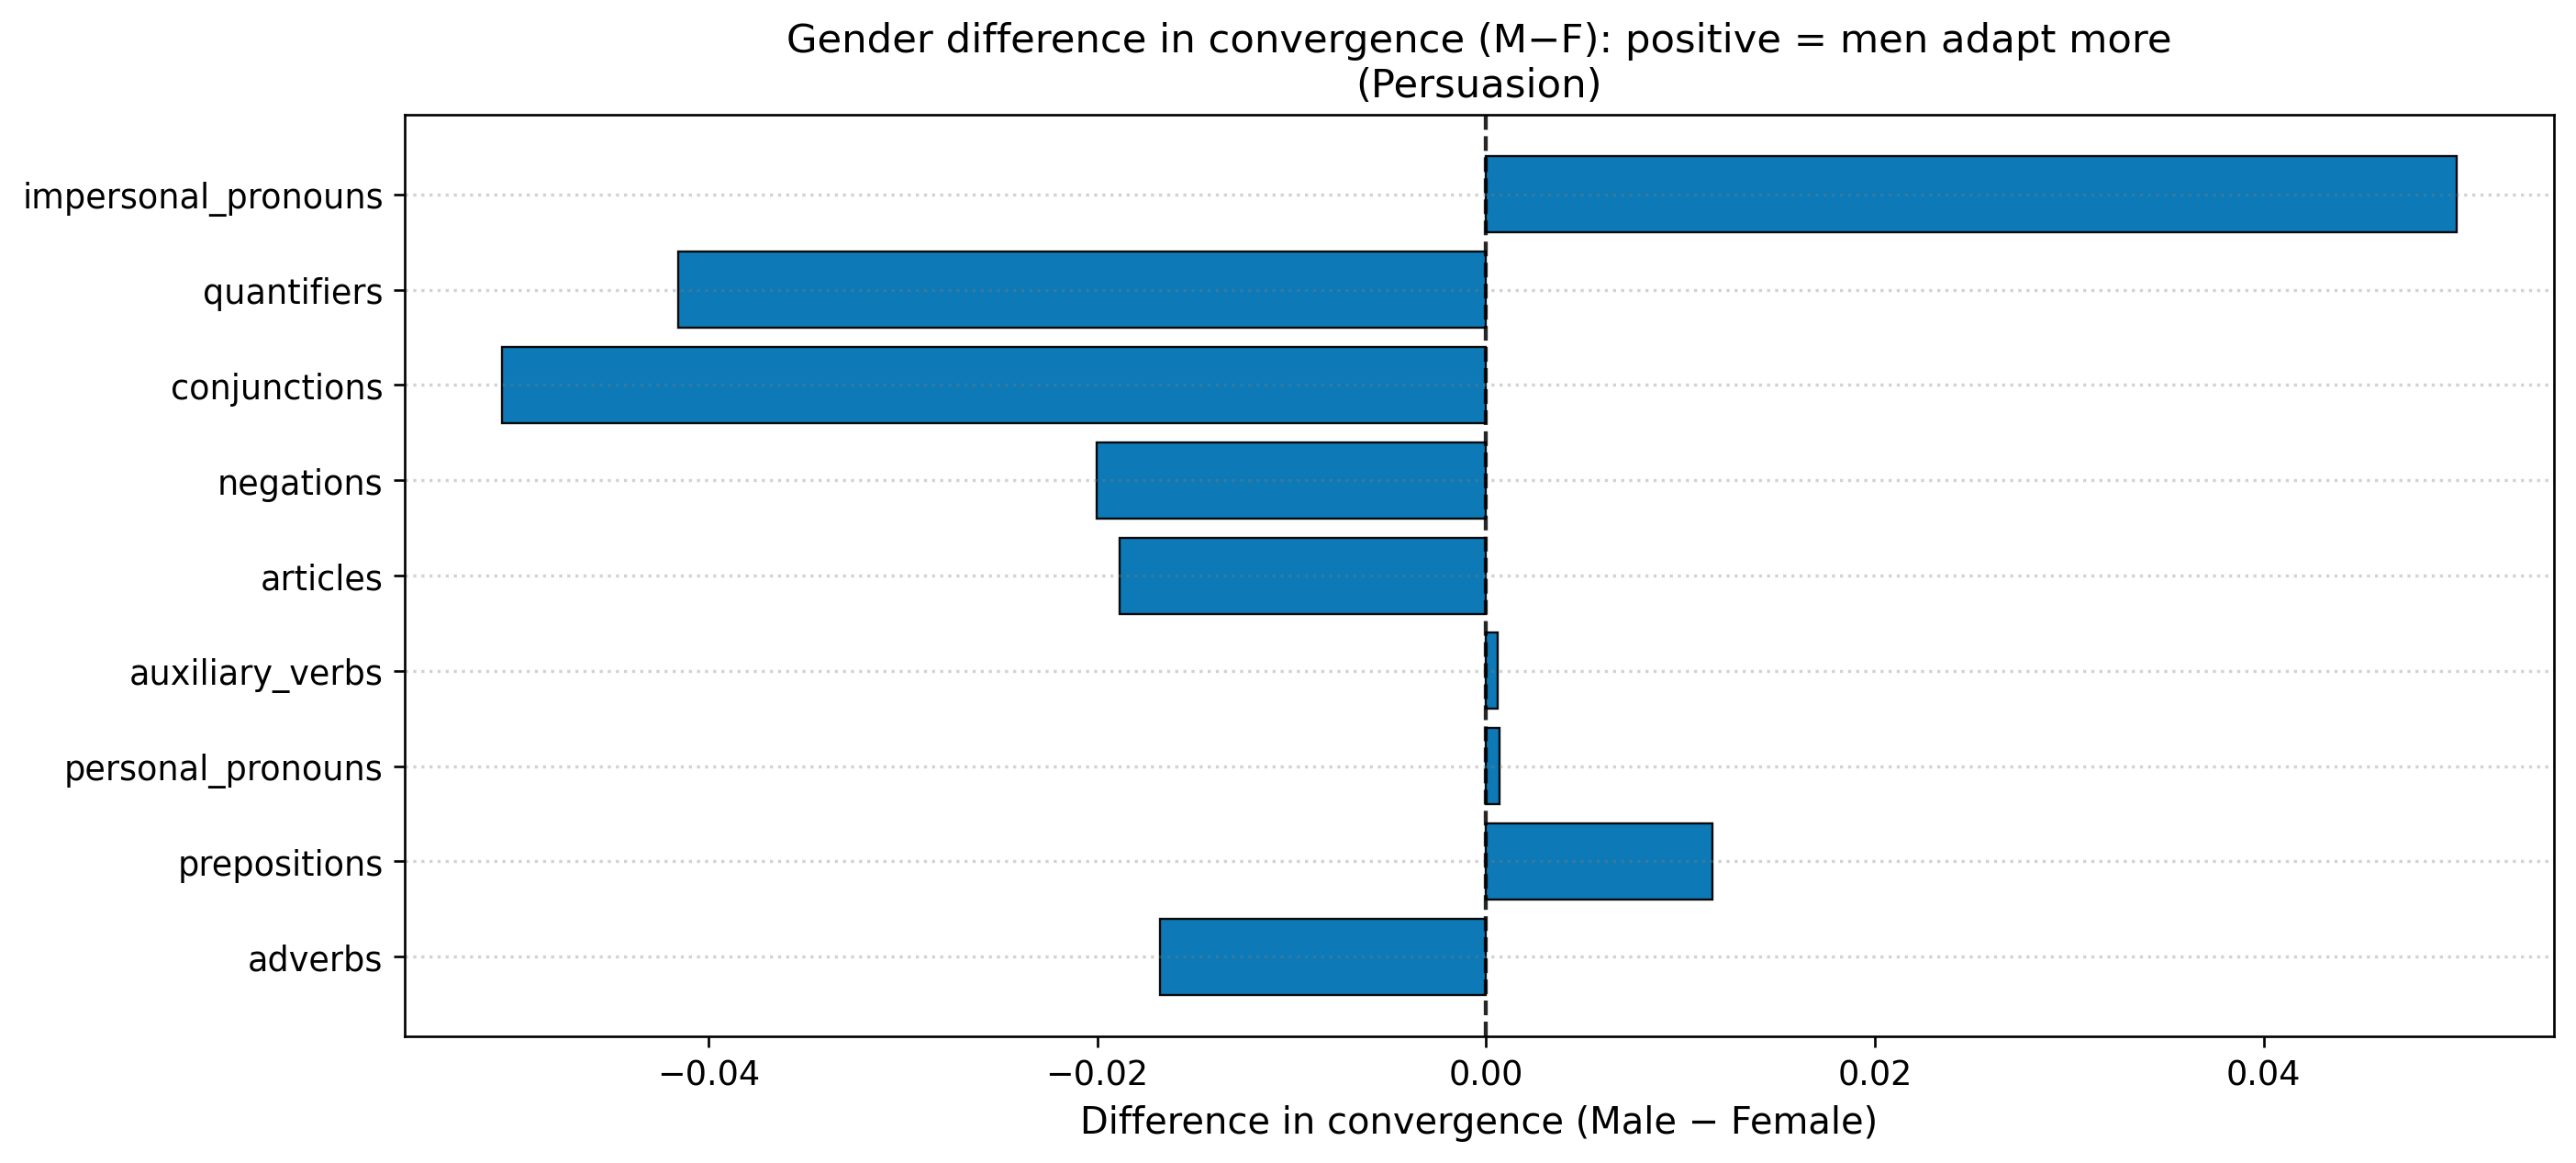 Gender difference in convergence (M−F): positive = men adapt more
(Persuasion)
impersonal_pronouns
quantifiers
conjunctions
negations
articles
auxiliary_verbs
personal_pronouns
prepositions
adverbs
−0.04 −0.02 0.00 0.02 0.04
Difference in convergence (Male − Female)